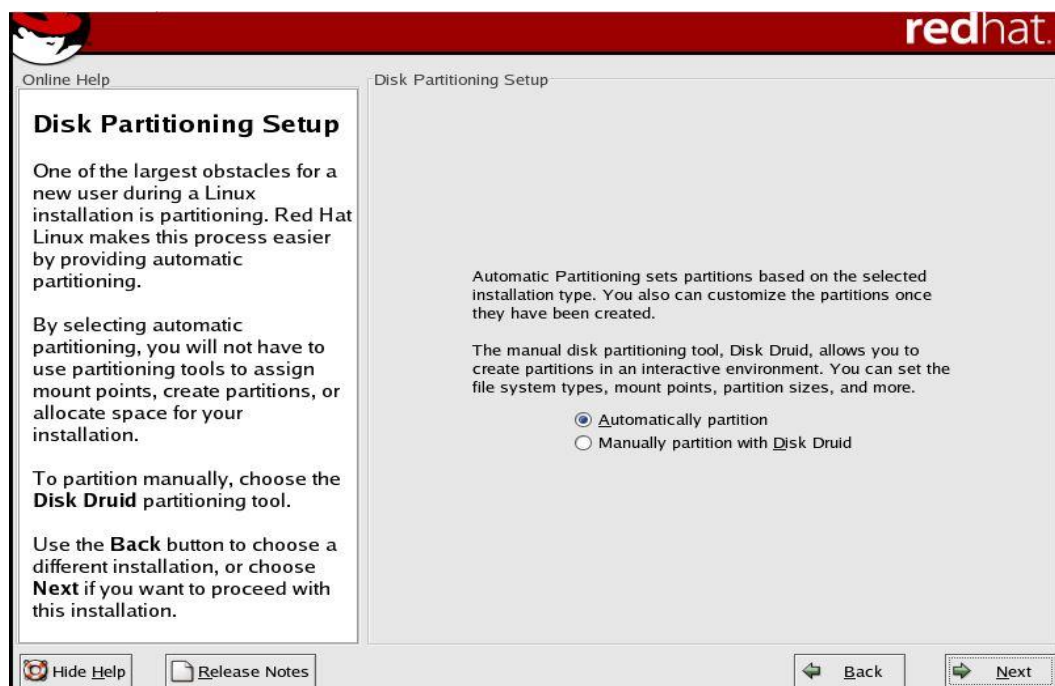 redhat.
Online Help
Disk Partitioning Setup
One of the largest obstacles for a
new user during a Linux
installation is partitioning. Red Hat
Linux makes this process easier
by providing automatic
partitioning.
By selecting automatic
partitioning, you will not have to
use partitioning tools to assign
mount points, create partitions, or
allocate space for your
installation.
To partition manually, choose the
Disk Druid partitioning tool.
Use the Back button to choose a
different installation, or choose
Next if you want to proceed with
this installation.
Disk Partitioning Setup
Automatic Partitioning sets partitions based on the selected
installation type. You also can customize the partitions once
they have been created.
The manual disk partitioning tool, Disk Druid, allows you to
create partitions in an interactive environment. You can set the
file system types, mount points, partition sizes, and more.
Automatically partition
Manually partition with Disk Druid
Hide Help
Release Notes
Back
Next